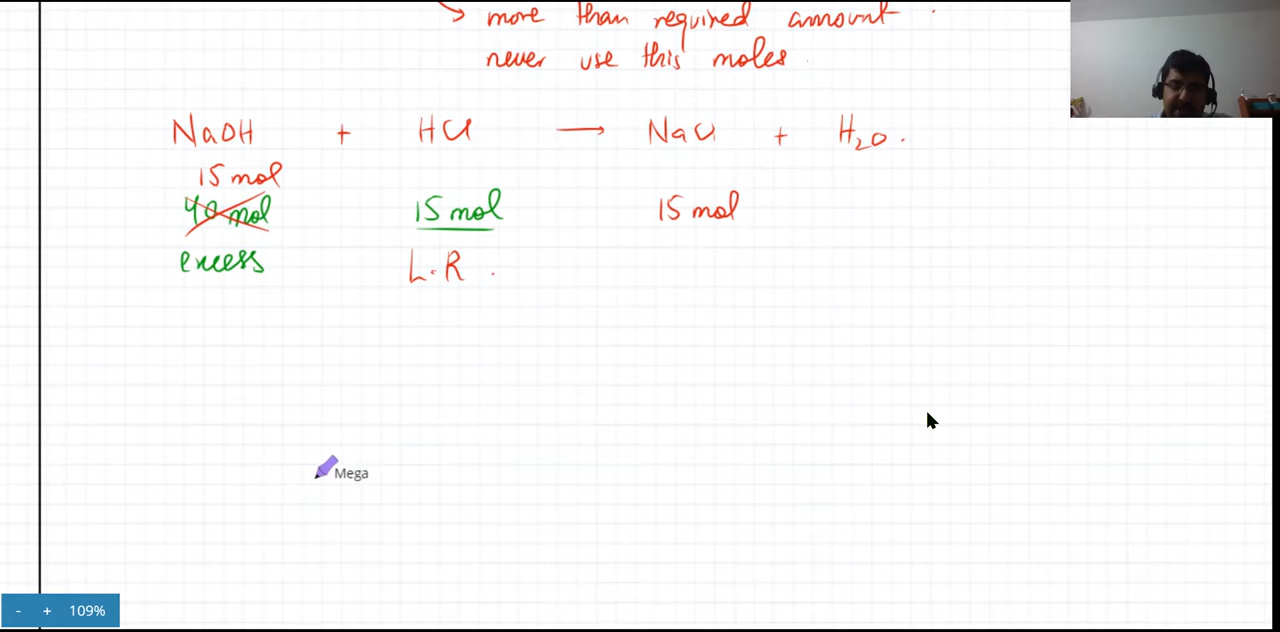 ↳ more than required amount .
never use this moles .
NaOH + HCl → NaCl + H₂O .
15 mol
40 mol 15 mol 15 mol
excess L.R .
Mega
- + 109%